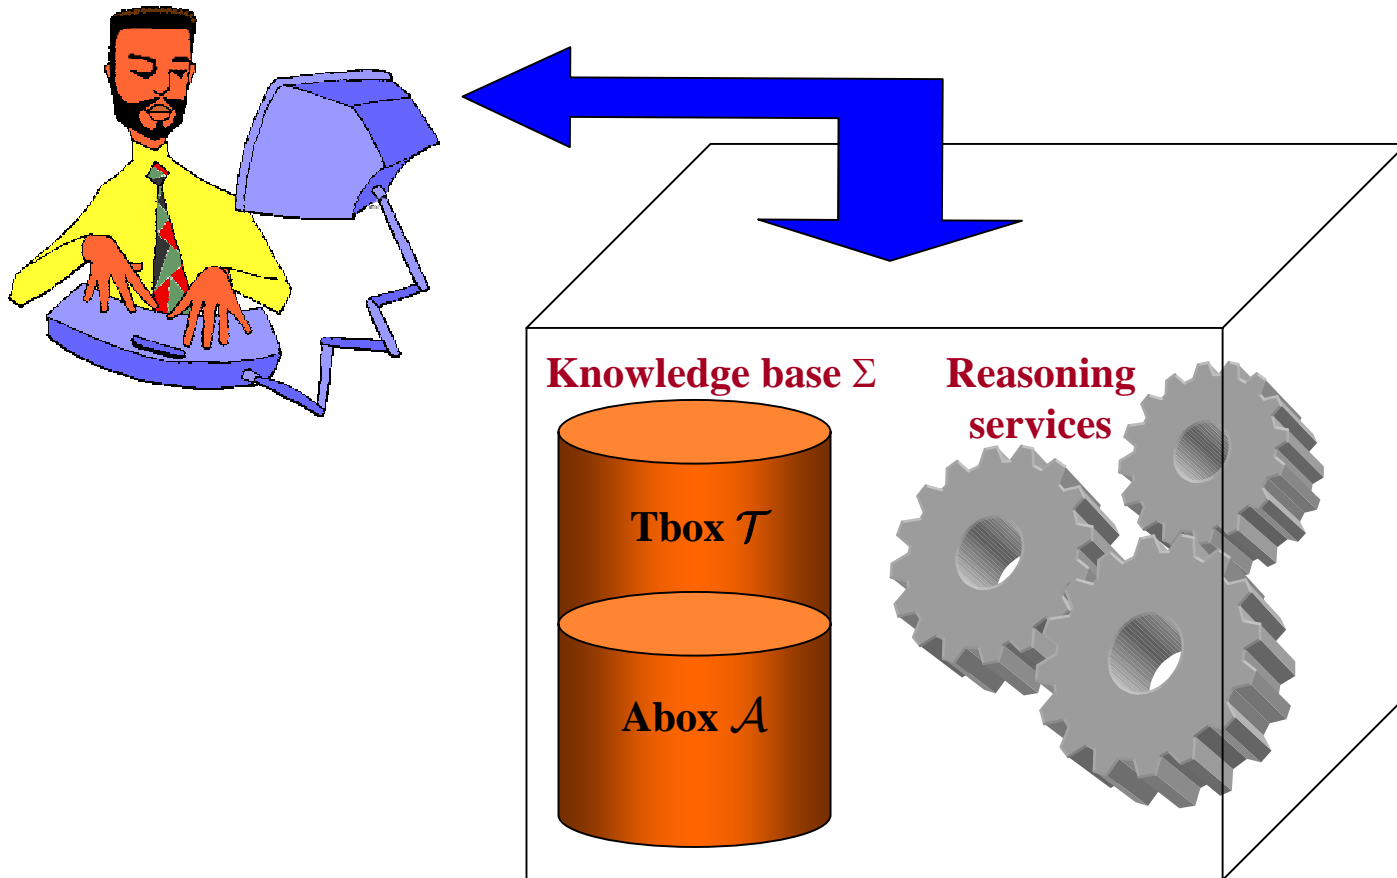 Knowledge base Σ
Reasoning
services
Tbox 𝒯
Abox 𝒜